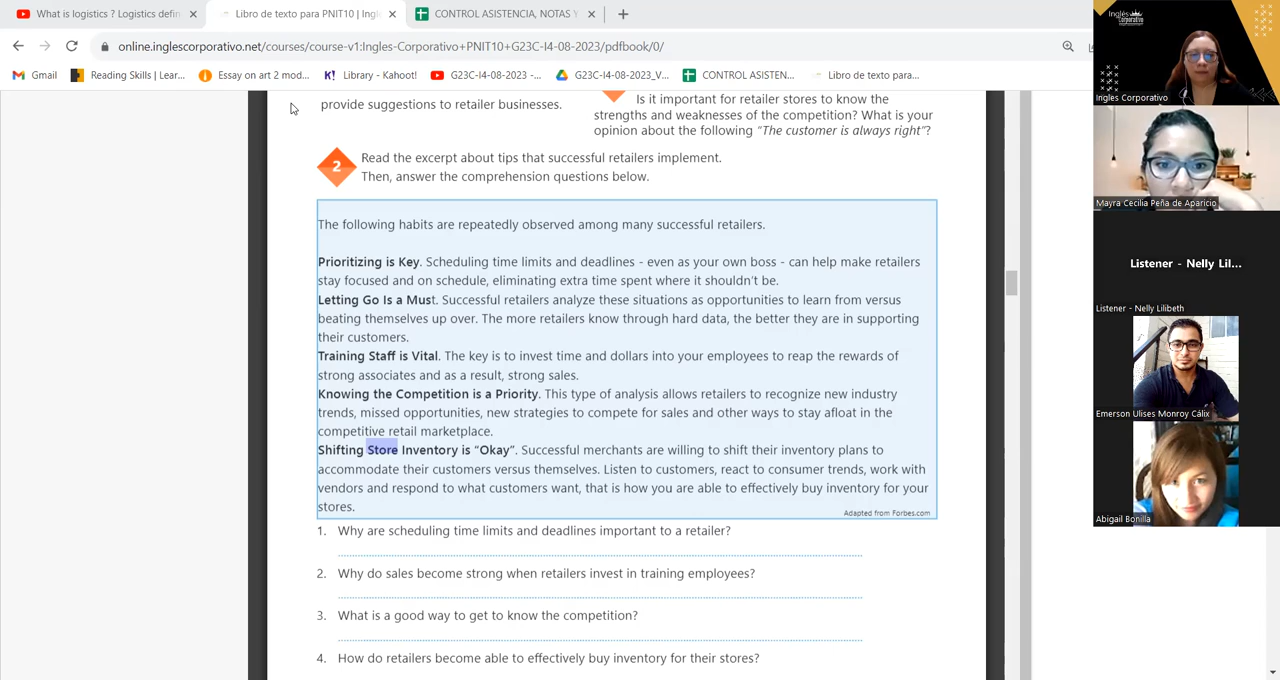 What is logistics ? Logistics defin
Libro de texto para PNIT10 | Ingl
CONTROL ASISTENCIA, NOTAS Y
online.inglescorporativo.net/courses/course-v1:Ingles-Corporativo+PNIT10+G23C-I4-08-2023/pdfbook/0/
Gmail
Reading Skills | Lear...
Essay on art 2 mod...
Library - Kahoot!
G23C-I4-08-2023 -...
G23C-I4-08-2023_V...
CONTROL ASISTEN...
Libro de texto para...
provide suggestions to retailer businesses.
Is it important for retailer stores to know the
strengths and weaknesses of the competition? What is your
opinion about the following "The customer is always right"?
2
Read the excerpt about tips that successful retailers implement.
Then, answer the comprehension questions below.
The following habits are repeatedly observed among many successful retailers.
Prioritizing is Key. Scheduling time limits and deadlines - even as your own boss - can help make retailers
stay focused and on schedule, eliminating extra time spent where it shouldn't be.
Letting Go Is a Must. Successful retailers analyze these situations as opportunities to learn from versus
beating themselves up over. The more retailers know through hard data, the better they are in supporting
their customers.
Training Staff is Vital. The key is to invest time and dollars into your employees to reap the rewards of
strong associates and as a result, strong sales.
Knowing the Competition is a Priority. This type of analysis allows retailers to recognize new industry
trends, missed opportunities, new strategies to compete for sales and other ways to stay afloat in the
competitive retail marketplace.
Shifting Store Inventory is "Okay". Successful merchants are willing to shift their inventory plans to
accommodate their customers versus themselves. Listen to customers, react to consumer trends, work with
vendors and respond to what customers want, that is how you are able to effectively buy inventory for your
stores.
Adapted from Forbes.com
1. Why are scheduling time limits and deadlines important to a retailer?
2. Why do sales become strong when retailers invest in training employees?
3. What is a good way to get to know the competition?
4. How do retailers become able to effectively buy inventory for their stores?
Inglés
Corporativo
Ingles Corporativo
Mayra Cecilia Peña de Aparicio
Listener - Nelly Lil...
Listener - Nelly Lilibeth
Emerson Ulises Monroy Cálix
Abigail Bonilla